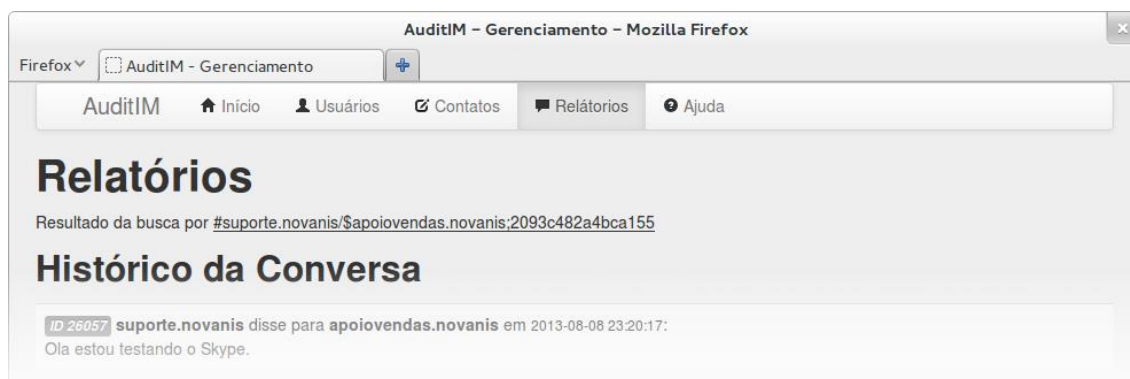 AuditIM - Gerenciamento - Mozilla Firefox
Firefox AuditIM - Gerenciamento
AuditIM Início Usuários Contatos Relátorios Ajuda
Relatórios
Resultado da busca por #suporte.novanis/$apoiovendas.novanis;2093c482a4bca155
Histórico da Conversa
ID 26057 suporte.novanis disse para apoiovendas.novanis em 2013-08-08 23:20:17:
Ola estou testando o Skype.